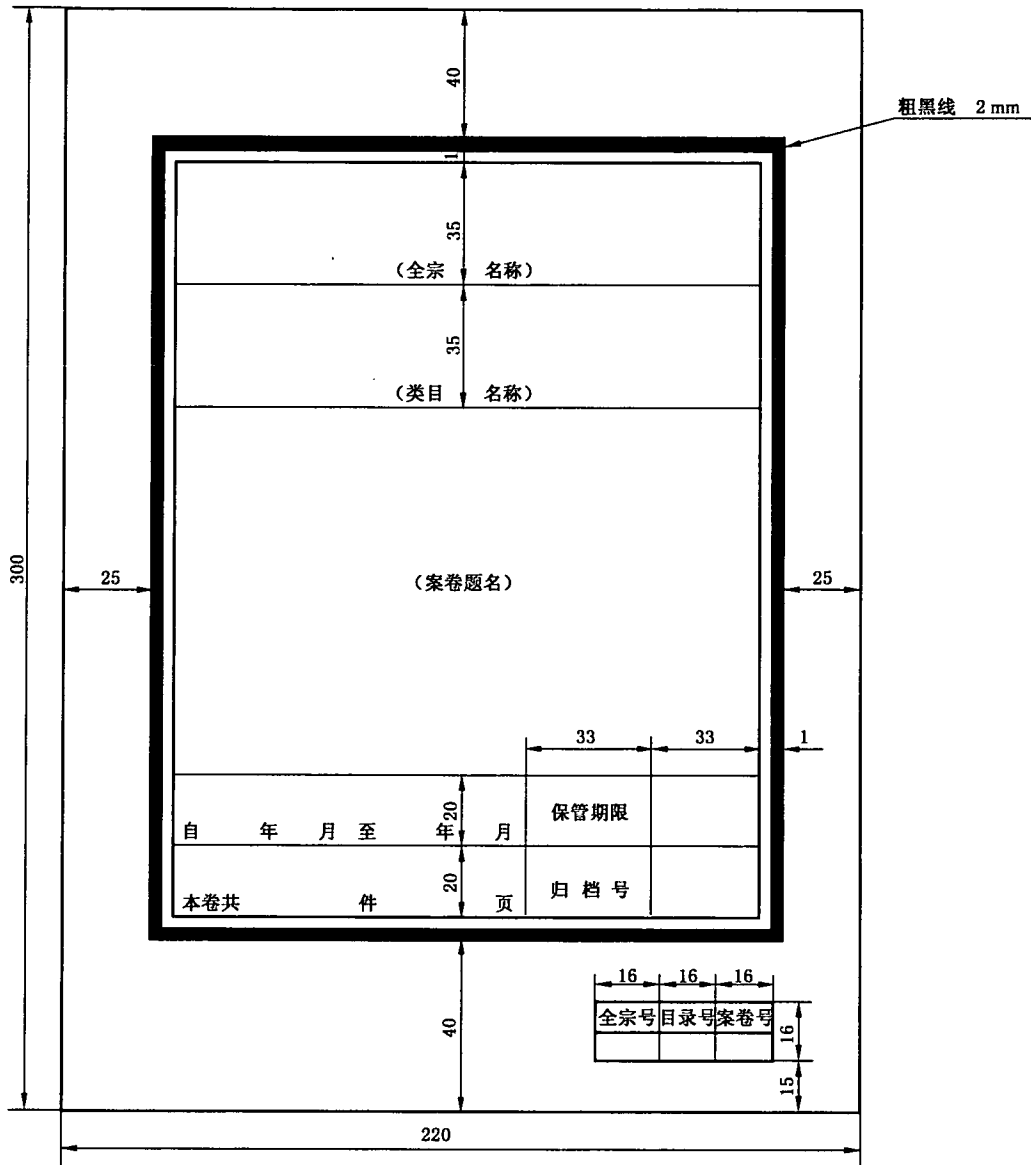 40
粗黑线 2 mm
1
35
(全宗 名称)
35
(类目 名称)
300
25
(案卷题名)
25
33
33
1
自 年 月 至 年 月
20
保管期限
本卷共 件 页
20
归 档 号
40
16
16
16
全宗号
目录号
案卷号
16
15
220